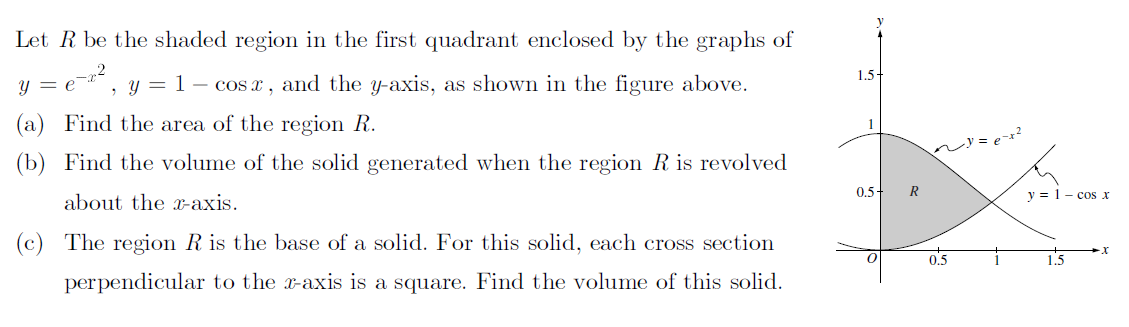 Let R be the shaded region in the first quadrant enclosed by the graphs of
y = e^{-x^2}, y = 1 − cos x, and the y-axis, as shown in the figure above.
(a) Find the area of the region R.
(b) Find the volume of the solid generated when the region R is revolved
about the x-axis.
(c) The region R is the base of a solid. For this solid, each cross section
perpendicular to the x-axis is a square. Find the volume of this solid.
y
1.5
1
y = e^{-x^2}
0.5
R
y = 1 − cos x
O
0.5
1
1.5
x